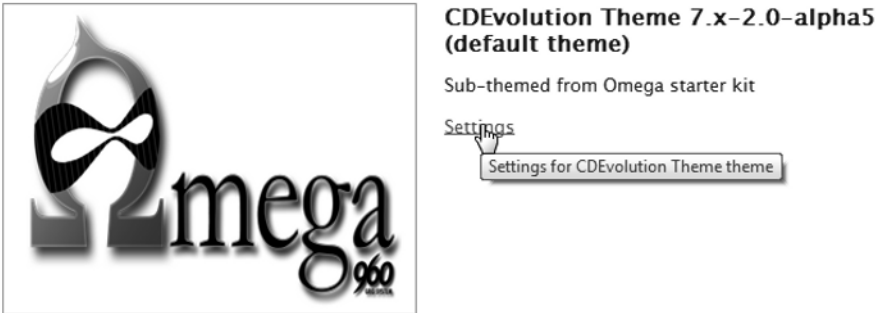 Ωmega
960
CDEvolution Theme 7.x-2.0-alpha5
(default theme)
Sub-themed from Omega starter kit
Settings
Settings for CDEvolution Theme theme